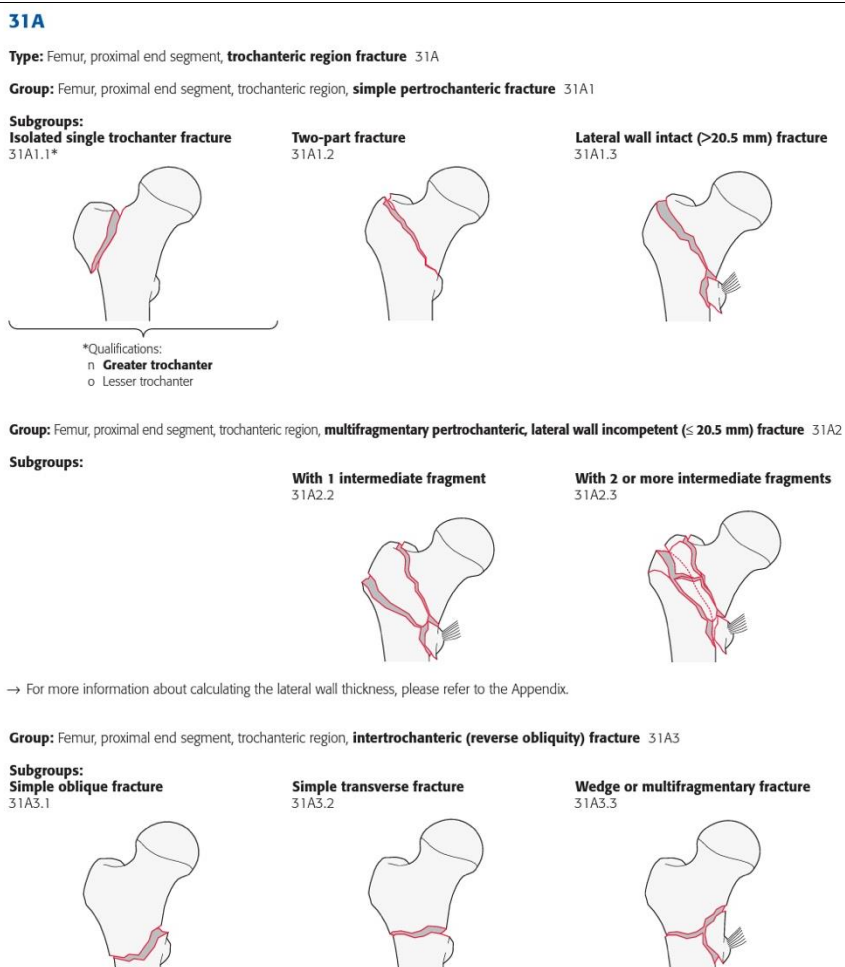 31A
Type: Femur, proximal end segment, trochanteric region fracture 31A
Group: Femur, proximal end segment, trochanteric region, simple pertrochanteric fracture 31A1
Subgroups:
Isolated single trochanter fracture
31A1.1*
Two-part fracture
31A1.2
Lateral wall intact (>20.5 mm) fracture
31A1.3
*Qualifications:
n Greater trochanter
o Lesser trochanter
Group: Femur, proximal end segment, trochanteric region, multifragmentary pertrochanteric, lateral wall incompetent (≤ 20.5 mm) fracture 31A2
Subgroups:
With 1 intermediate fragment
31A2.2
With 2 or more intermediate fragments
31A2.3
→ For more information about calculating the lateral wall thickness, please refer to the Appendix.
Group: Femur, proximal end segment, trochanteric region, intertrochanteric (reverse obliquity) fracture 31A3
Subgroups:
Simple oblique fracture
31A3.1
Simple transverse fracture
31A3.2
Wedge or multifragmentary fracture
31A3.3